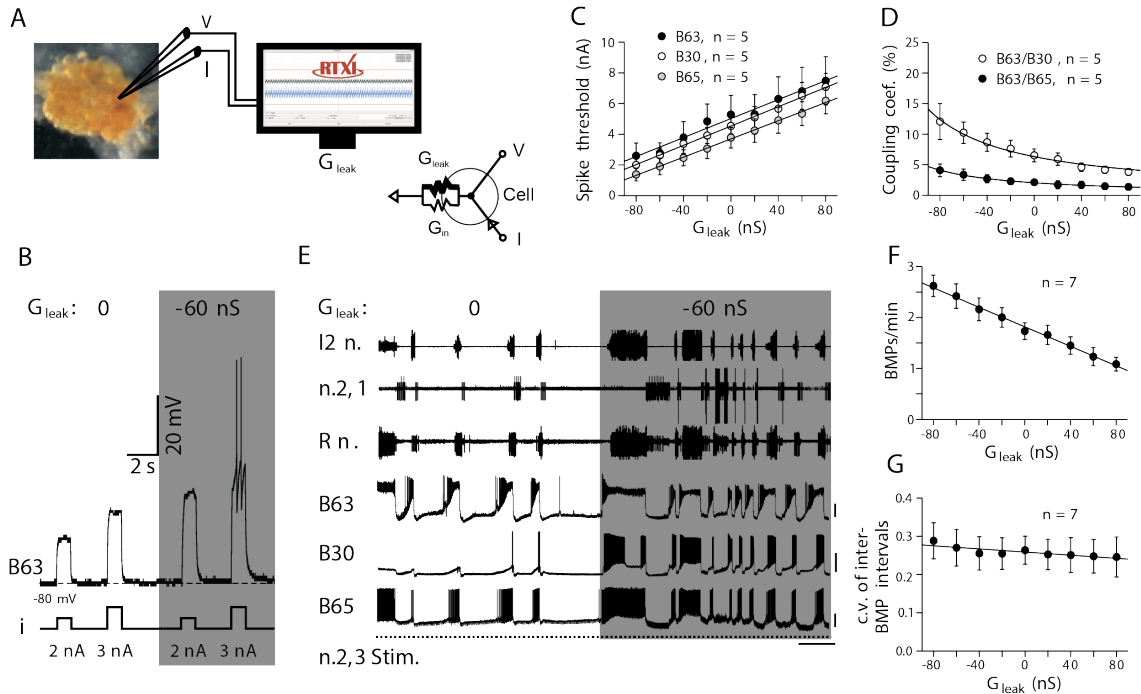 A
V
I
RTXI
G leak
G leak
V
Cell
G in
I
B
G leak : 0 -60 nS
20 mV
2 s
B63
-80 mV
i
2 nA 3 nA 2 nA 3 nA
C
Spike threshold (nA)
B63, n = 5
B30, n = 5
B65, n = 5
10
8
6
4
2
0
-80 -40 0 40 80
G leak (nS)
D
Coupling coef. (%)
B63/B30 , n = 5
B63/B65, n = 5
25
20
15
10
5
0
-80 -40 0 40 80
G leak (nS)
E
G leak : 0 -60 nS
I2 n.
n.2, 1
R n.
B63
B30
B65
n.2,3 Stim.
F
BMPs/min
n = 7
3
2
1
0
-80 -40 0 40 80
G leak (nS)
G
c.v. of inter-
BMP intervals
n = 7
0.4
0.3
0.2
0.1
0
-80 -40 0 40 80
G leak (nS)